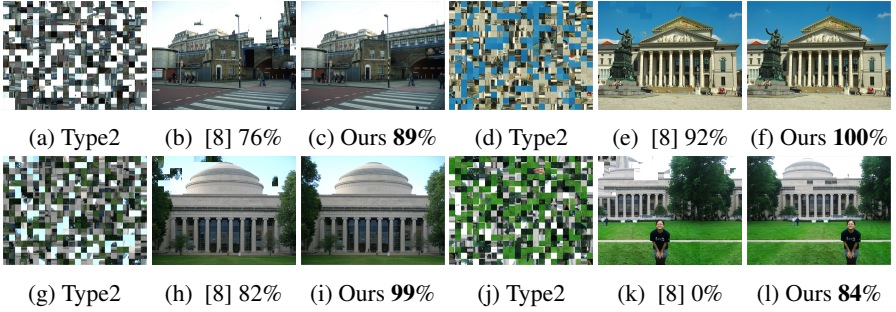 (a) Type2 (b) [8] 76% (c) Ours 89% (d) Type2 (e) [8] 92% (f) Ours 100%
(g) Type2 (h) [8] 82% (i) Ours 99% (j) Type2 (k) [8] 0% (l) Ours 84%